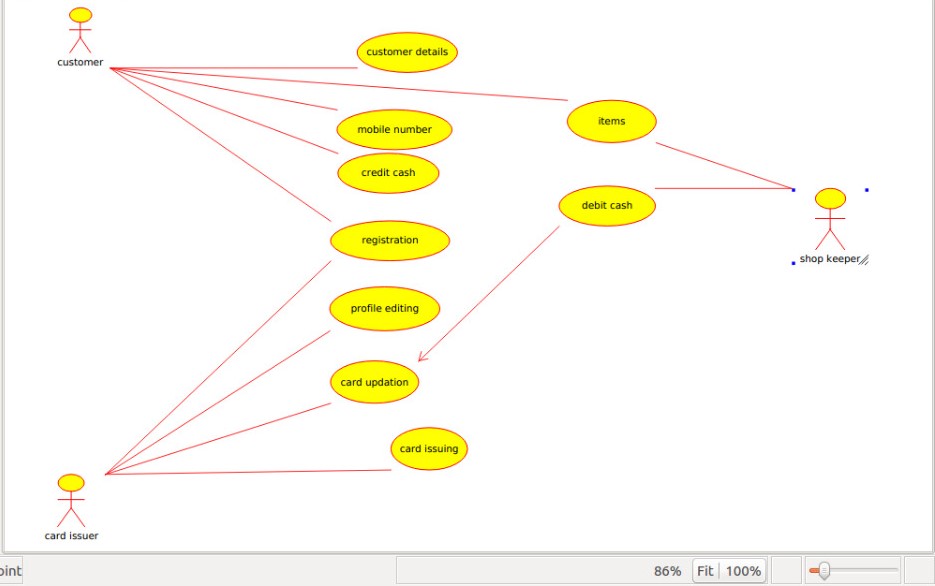 customer
customer details
items
mobile number
credit cash
debit cash
registration
shop keeper
profile editing
card updation
card issuing
card issuer
86%
Fit
100%